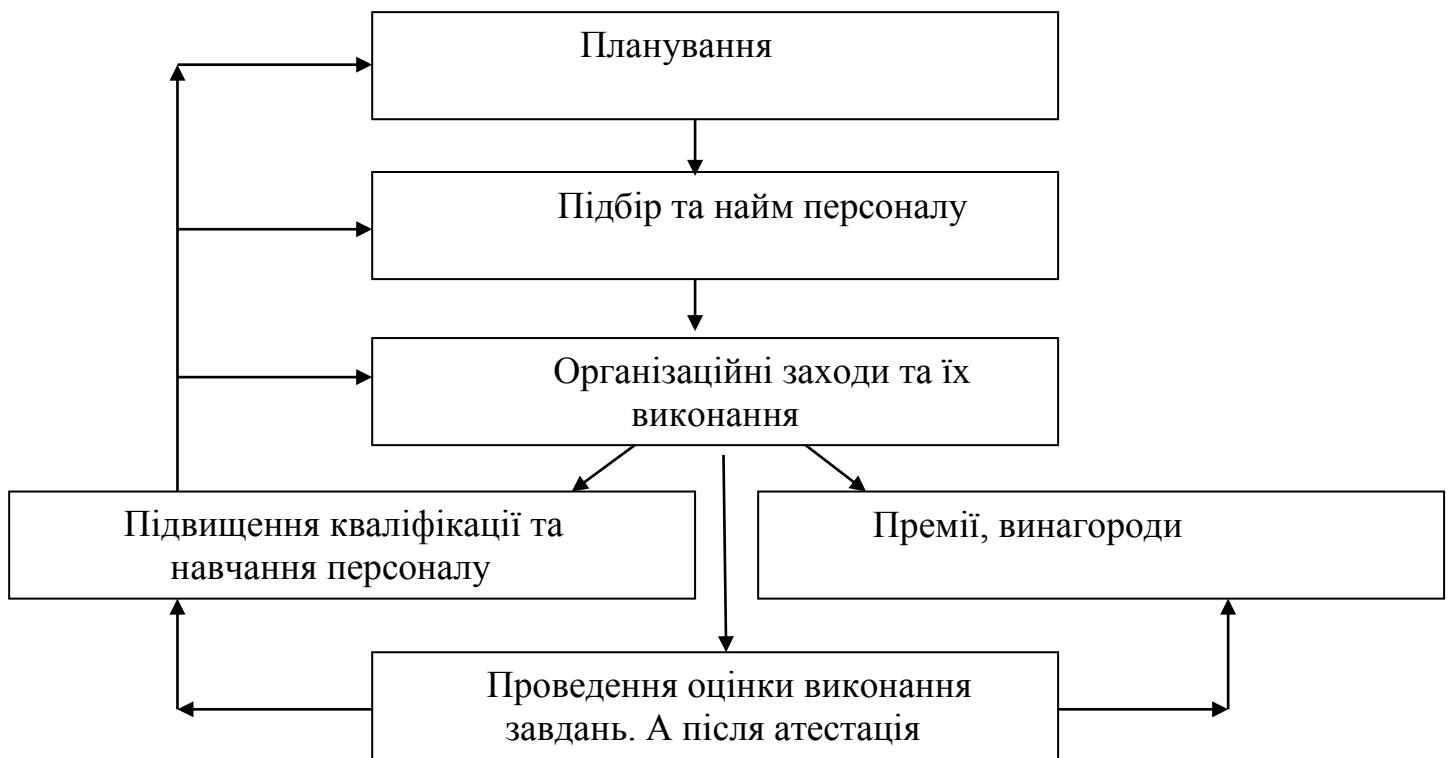 Планування
Підбір та найм персоналу
Організаційні заходи та їх
виконання
Підвищення кваліфікації та
навчання персоналу
Премії, винагороди
Проведення оцінки виконання
завдань. А після атестація